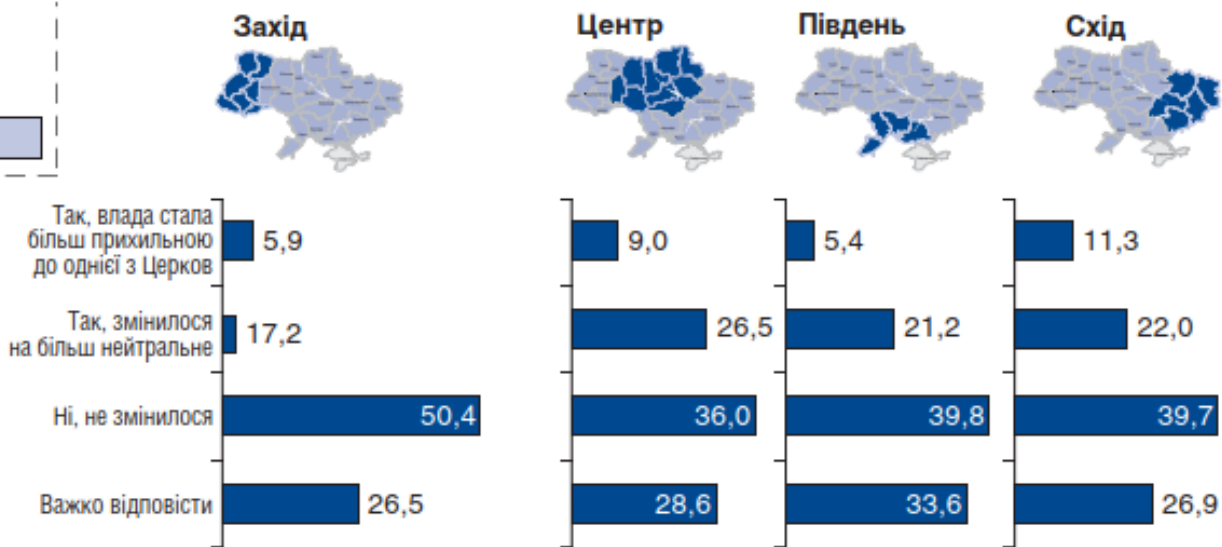 Захід Центр Південь Схід
Так, влада стала
більш прихильною
до однієї з Церков
5,9 9,0 5,4 11,3
Так, змінилося
на більш нейтральне
17,2 26,5 21,2 22,0
Ні, не змінилося 50,4 36,0 39,8 39,7
Важко відповісти 26,5 28,6 33,6 26,9